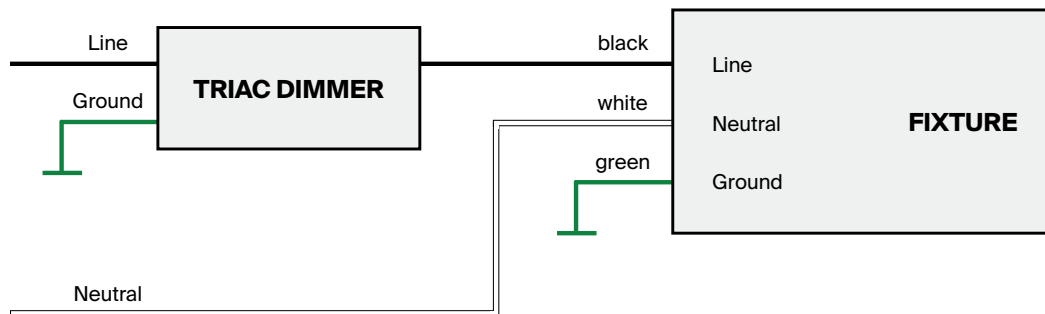 Line
Ground
TRIAC DIMMER
black
white
green
Line
Neutral
Ground
FIXTURE
Neutral